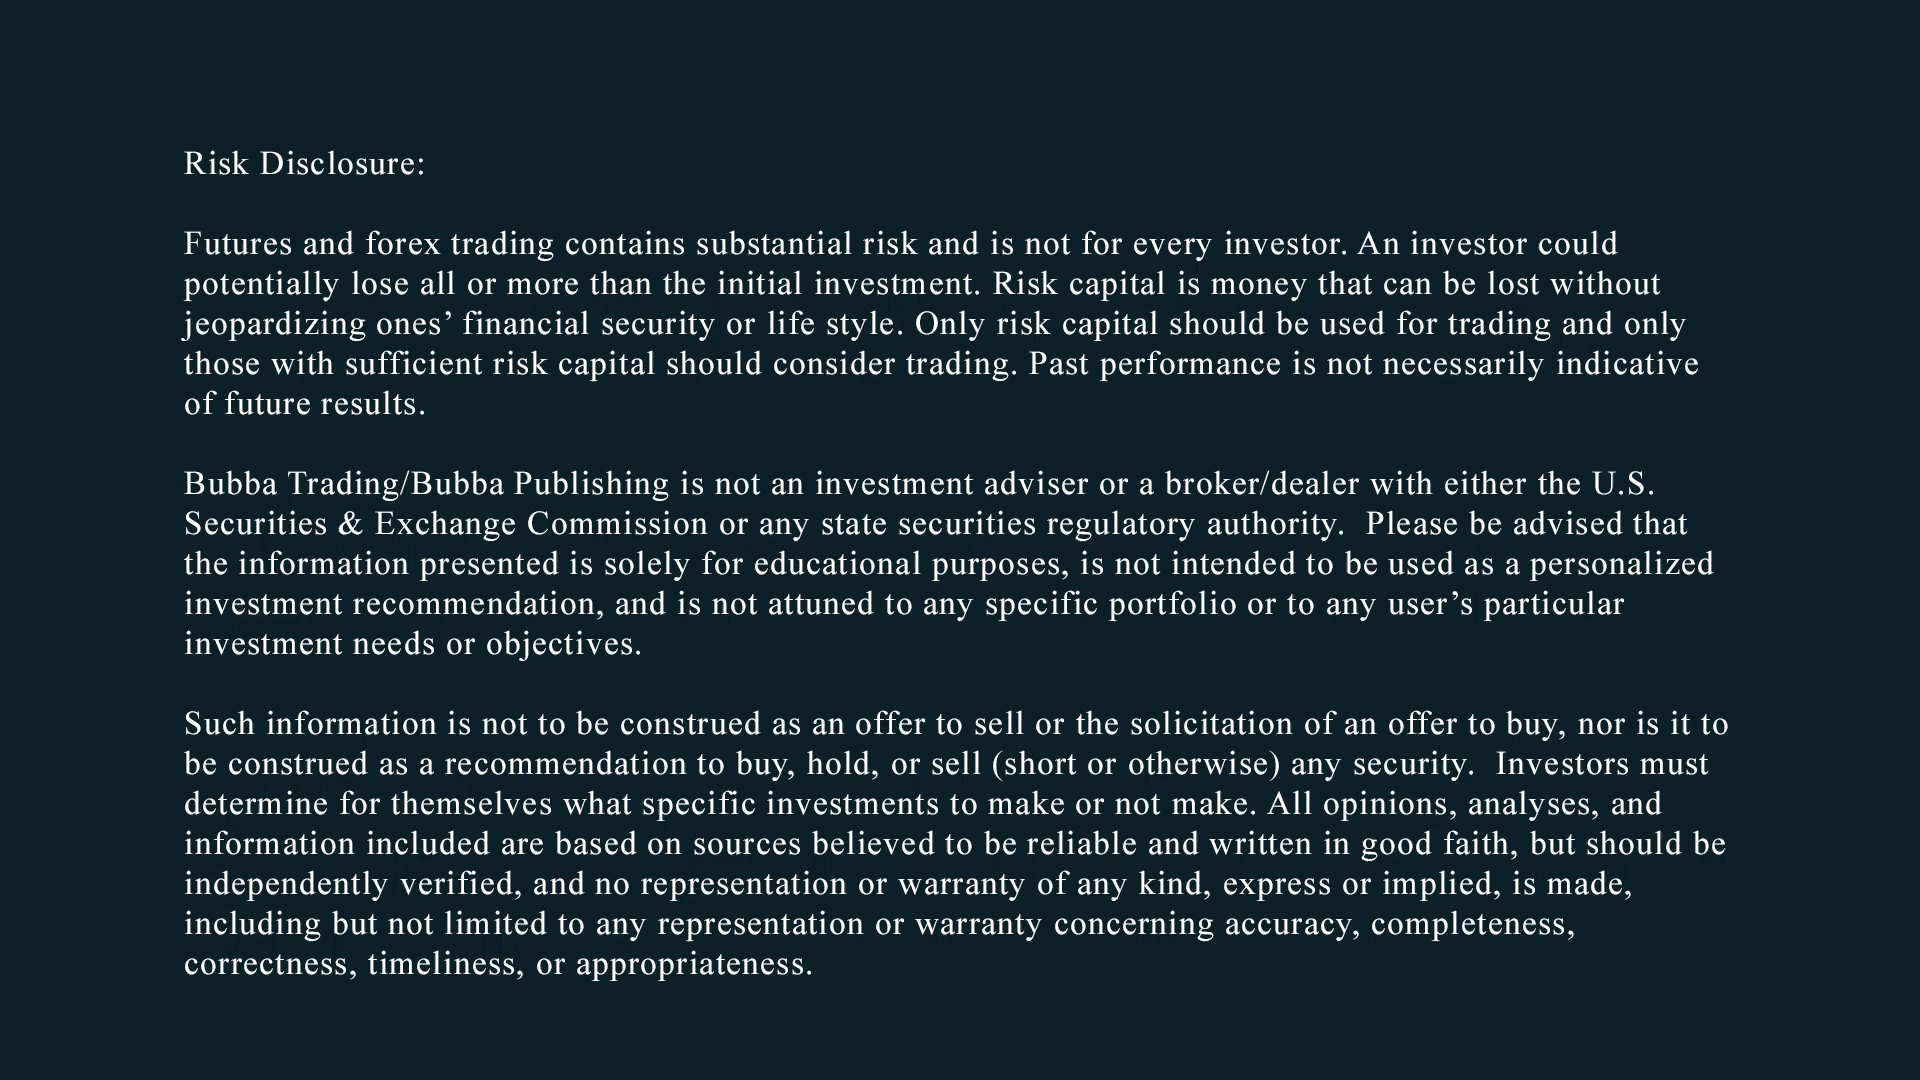 Risk Disclosure:
Futures and forex trading contains substantial risk and is not for every investor. An investor could
potentially lose all or more than the initial investment. Risk capital is money that can be lost without
jeopardizing ones’ financial security or life style. Only risk capital should be used for trading and only
those with sufficient risk capital should consider trading. Past performance is not necessarily indicative
of future results.
Bubba Trading/Bubba Publishing is not an investment adviser or a broker/dealer with either the U.S.
Securities & Exchange Commission or any state securities regulatory authority.  Please be advised that
the information presented is solely for educational purposes, is not intended to be used as a personalized
investment recommendation, and is not attuned to any specific portfolio or to any user’s particular
investment needs or objectives.
Such information is not to be construed as an offer to sell or the solicitation of an offer to buy, nor is it to
be construed as a recommendation to buy, hold, or sell (short or otherwise) any security.  Investors must
determine for themselves what specific investments to make or not make. All opinions, analyses, and
information included are based on sources believed to be reliable and written in good faith, but should be
independently verified, and no representation or warranty of any kind, express or implied, is made,
including but not limited to any representation or warranty concerning accuracy, completeness,
correctness, timeliness, or appropriateness.